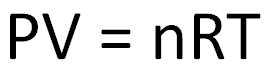 PV = nRT